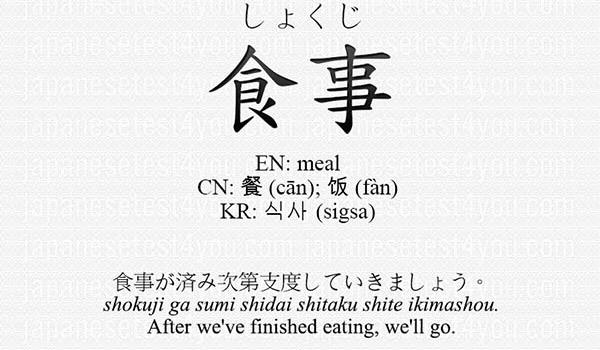 しょくじ
食事
EN: meal
CN: 餐 (cān); 饭 (fàn)
KR: 식사 (sigsa)
食事が済み次第支度していきましょう。
shokuji ga sumi shidai shitaku shite ikimashou.
After we've finished eating, we'll go.
japanesetest4you.com